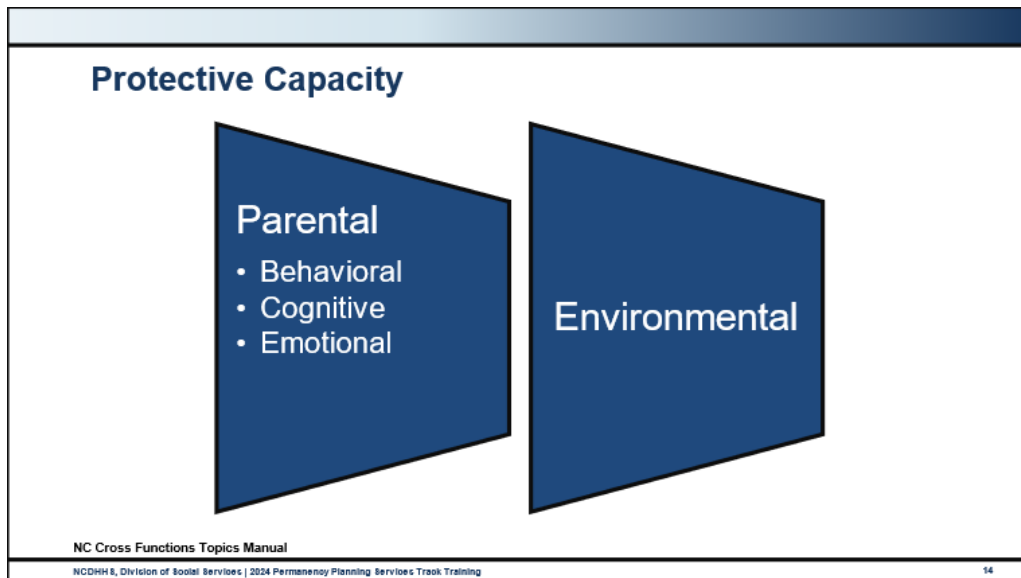 Protective Capacity
Parental
• Behavioral
• Cognitive
• Emotional
Environmental
NC Cross Functions Topics Manual
NCDHHS, Division of Social Services | 2024 Permanency Planning Services Track Training
14